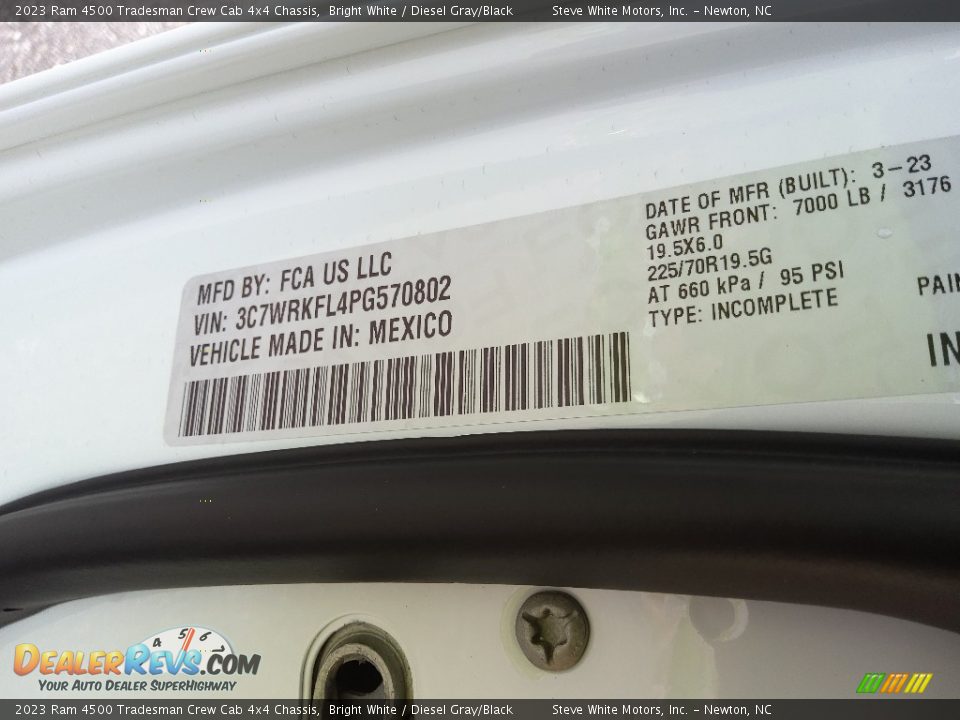 2023 Ram 4500 Tradesman Crew Cab 4x4 Chassis, Bright White / Diesel Gray/Black Steve White Motors, Inc. - Newton, NC
MFD BY: FCA US LLC
VIN: 3C7WRKFL4PG570802
VEHICLE MADE IN: MEXICO
DATE OF MFR (BUILT): 3-23
GAWR FRONT: 7000 LB / 3176
19.5X6.0
225/70R19.5G
AT 660 kPa / 95 PSI
TYPE: INCOMPLETE
PAIN
IN
4 5 6
DealerRevs.com
Your Auto Dealer SuperHighway
2023 Ram 4500 Tradesman Crew Cab 4x4 Chassis, Bright White / Diesel Gray/Black Steve White Motors, Inc. - Newton, NC